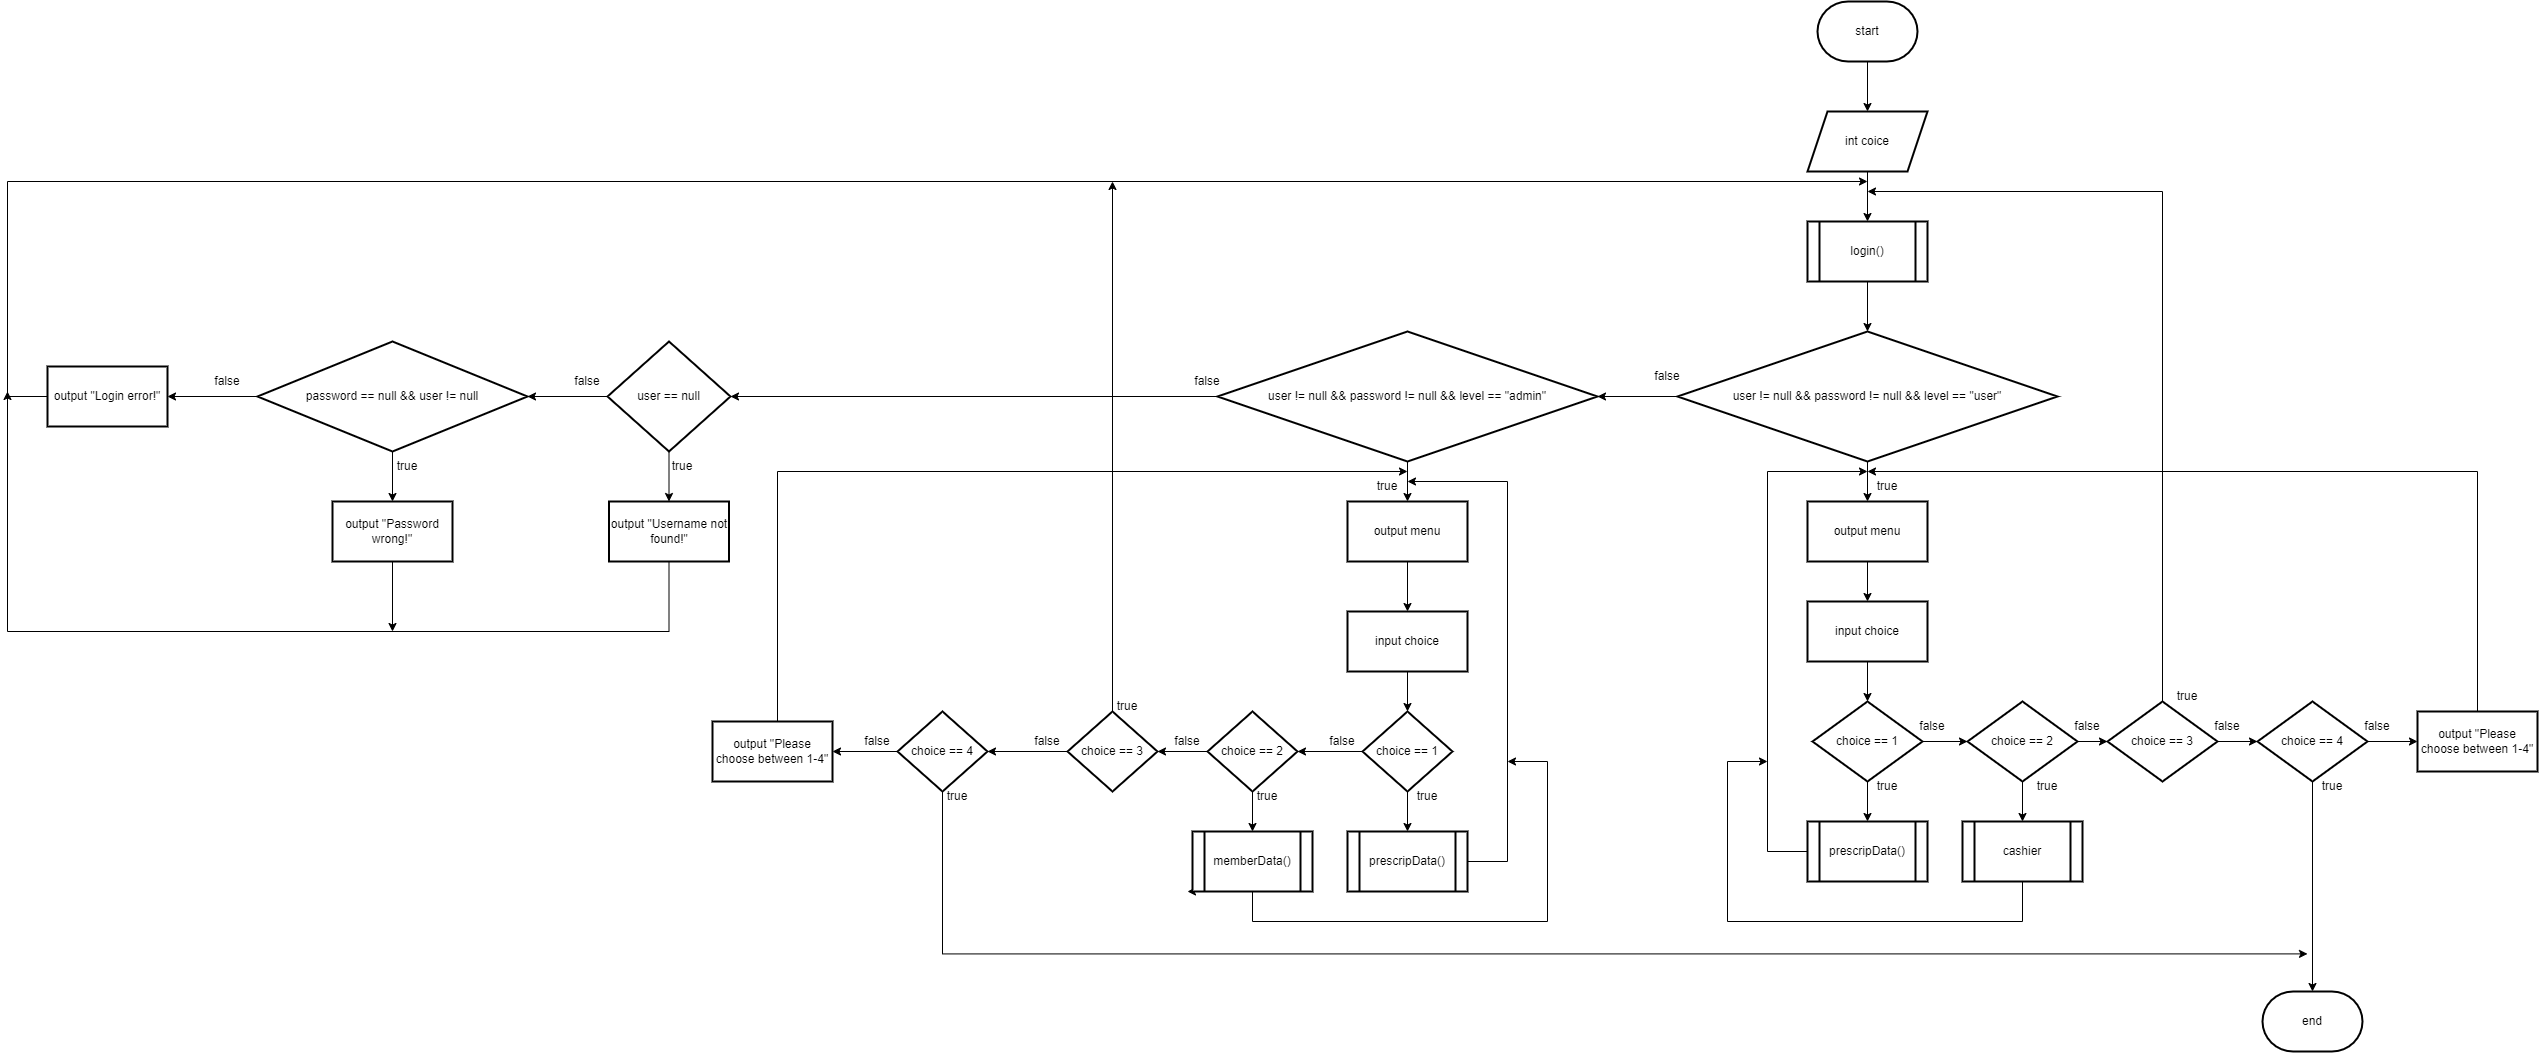 start
int coice
login()
false
user != null && password != null && level == "user"
false
user != null && password != null && level == "admin"
false
user == null
false
password == null && user != null
output "Login error!"
true
output "Password
wrong!"
true
output "Username not
found!"
true
output menu
input choice
choice == 1
false
choice == 2
false
choice == 3
true
false
choice == 4
false
output "Please
choose between 1-4"
true
true
true
memberData()
prescripData()
true
output menu
input choice
choice == 1
false
choice == 2
false
choice == 3
true
false
choice == 4
false
output "Please
choose between 1-4"
true
true
true
prescripData()
cashier
end